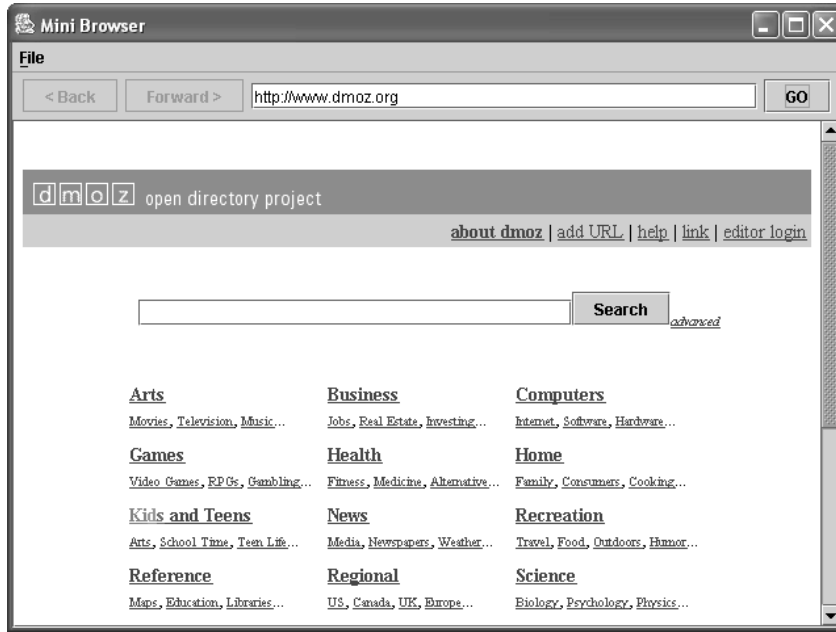 Mini Browser
File
< Back Forward > http://www.dmoz.org GO
dmoz open directory project
about dmoz | add URL | help | link | editor login
Search advanced
Arts Business Computers
Movies, Television, Music... Jobs, Real Estate, Investing... Internet, Software, Hardware...
Games Health Home
Video Games, RPGs, Gambling... Fitness, Medicine, Alternative... Family, Consumers, Cooking...
Kids and Teens News Recreation
Arts, School Time, Teen Life... Media, Newspapers, Weather... Travel, Food, Outdoors, Humor...
Reference Regional Science
Maps, Education, Libraries... US, Canada, UK, Europe... Biology, Psychology, Physics...